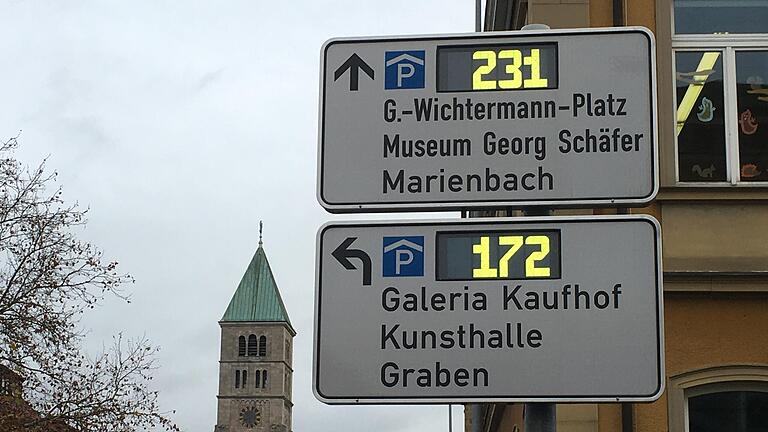 P 231
G.-Wichtermann-Platz
Museum Georg Schäfer
Marienbach
P 172
Galeria Kaufhof
Kunsthalle
Graben